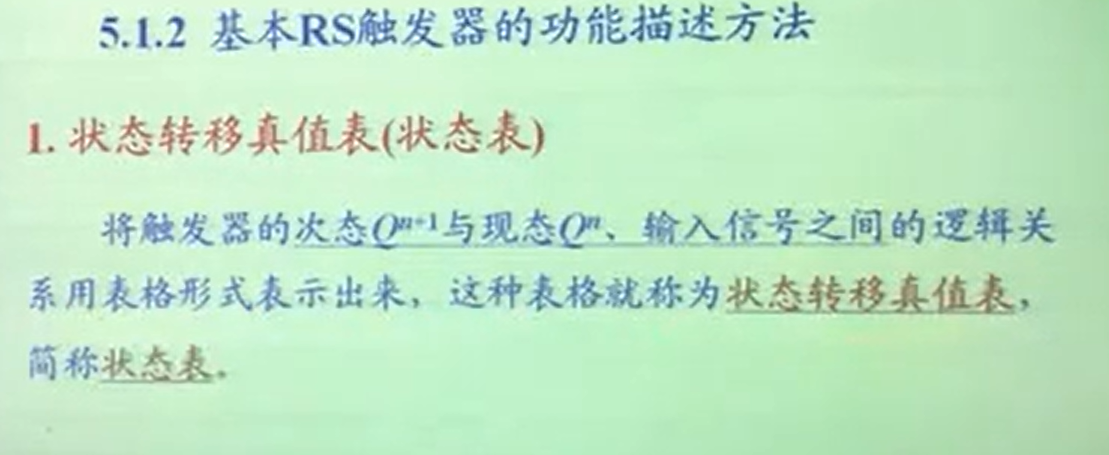 5.1.2 基本RS触发器的功能描述方法
1. 状态转移真值表(状态表)
将触发器的次态Qⁿ⁺¹与现态Qⁿ、输入信号之间的逻辑关
系用表格形式表示出来，这种表格就称为状态转移真值表，
简称状态表。